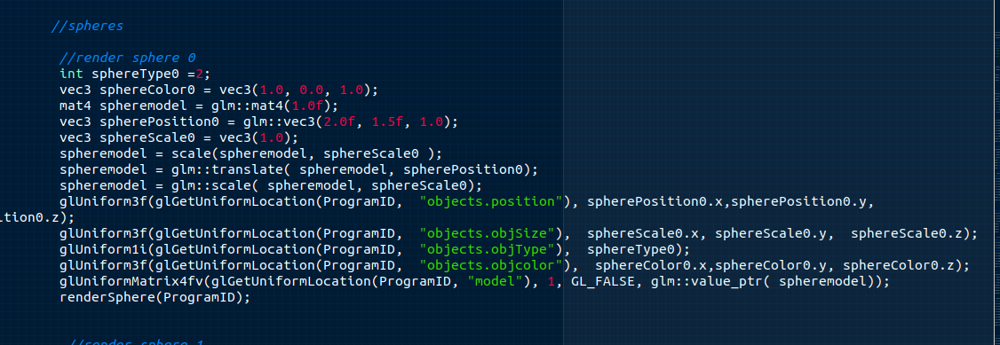 //spheres
//render sphere 0
int sphereType0 =2;
vec3 sphereColor0 = vec3(1.0, 0.0, 1.0);
mat4 spheremodel = glm::mat4(1.0f);
vec3 spherePosition0 = glm::vec3(2.0f, 1.5f, 1.0);
vec3 sphereScale0 = vec3(1.0);
spheremodel = scale(spheremodel, sphereScale0 );
spheremodel = glm::translate( spheremodel, spherePosition0);
spheremodel = glm::scale( spheremodel, sphereScale0);
glUniform3f(glGetUniformLocation(ProgramID,  "objects.position"), spherePosition0.x,spherePosition0.y,
ition0.z);
glUniform3f(glGetUniformLocation(ProgramID,  "objects.objSize"),  sphereScale0.x, sphereScale0.y,  sphereScale0.z);
glUniform1i(glGetUniformLocation(ProgramID,  "objects.objType"),  sphereType0);
glUniform3f(glGetUniformLocation(ProgramID,  "objects.objcolor"),  sphereColor0.x,sphereColor0.y, sphereColor0.z);
glUniformMatrix4fv(glGetUniformLocation(ProgramID, "model"), 1, GL_FALSE, glm::value_ptr( spheremodel));
renderSphere(ProgramID);
//render sphere 1